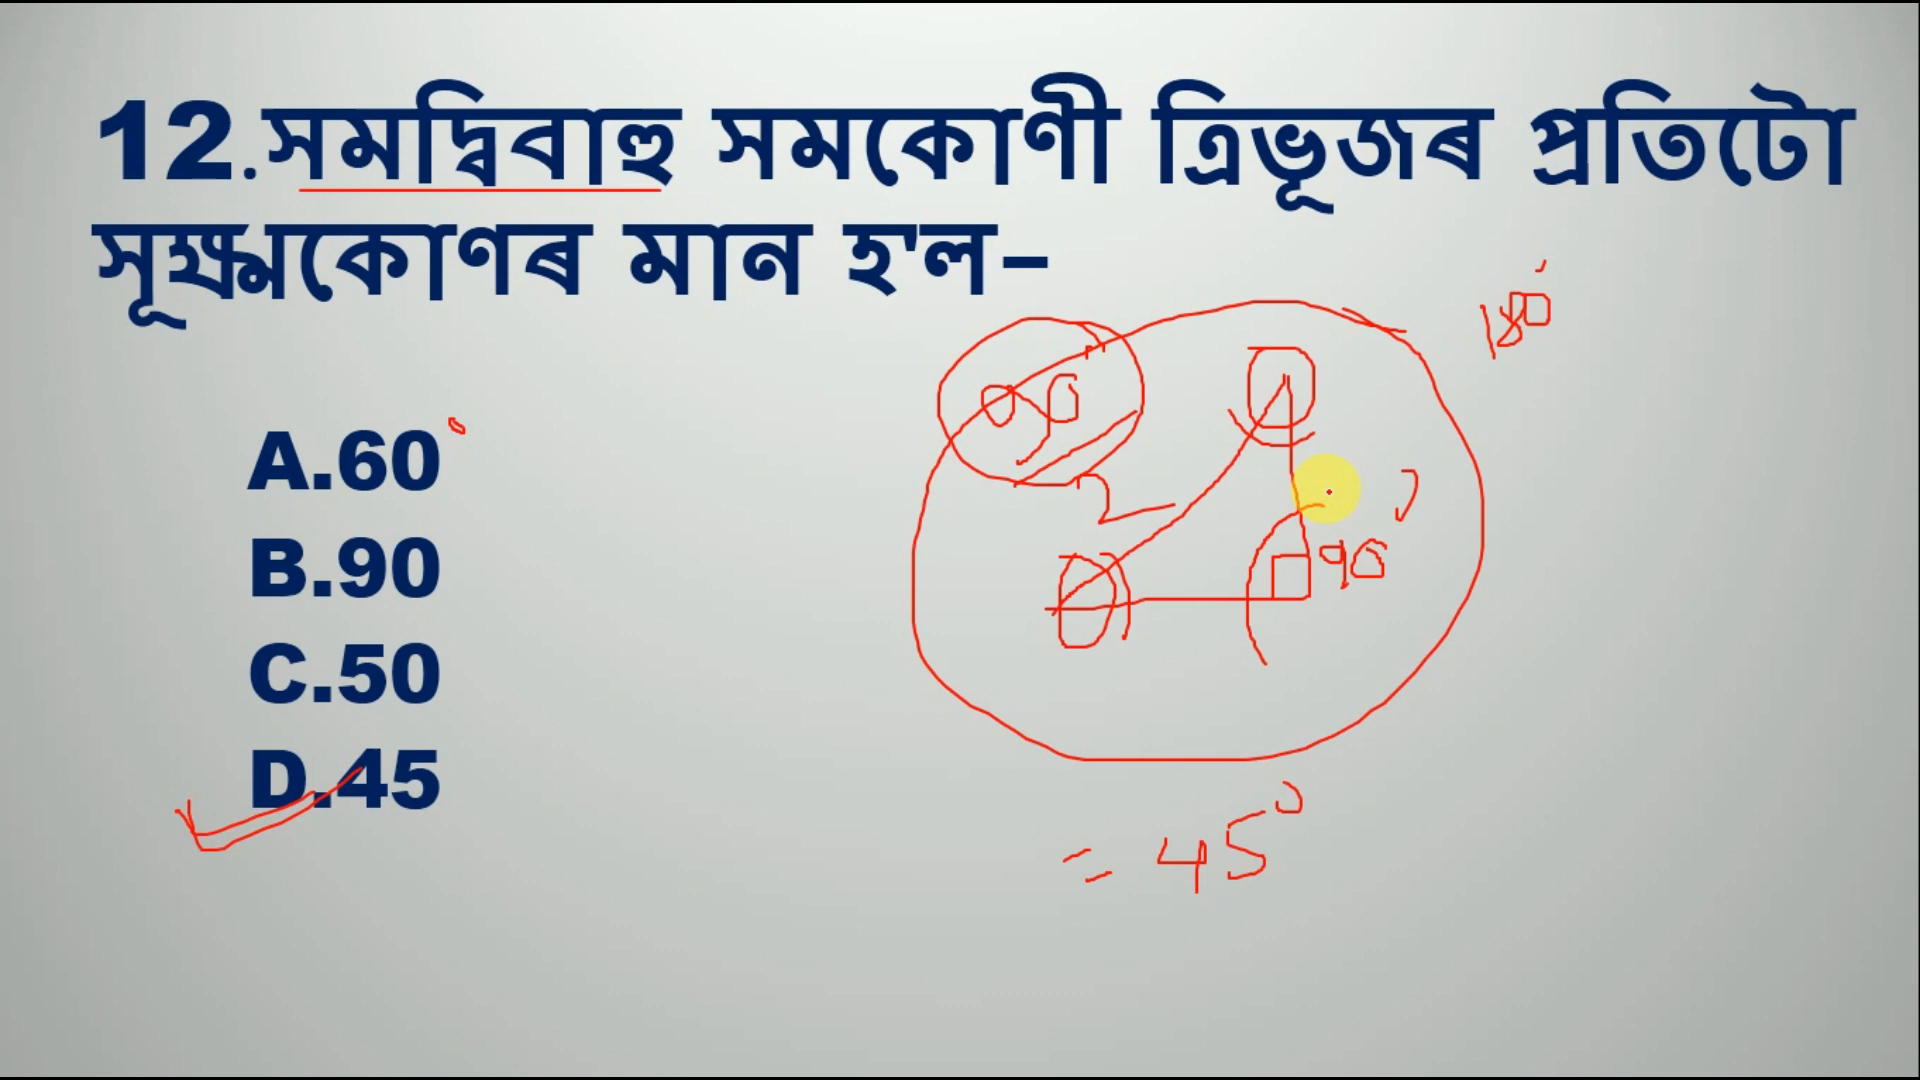 12.সমদ্বিবাহু সমকোণী ত্ৰিভূজৰ প্ৰতিটো
সূক্ষ্মকোণৰ মান হ'ল–
180°
A.60°
B.90
90
C.50
D.45
= 45°